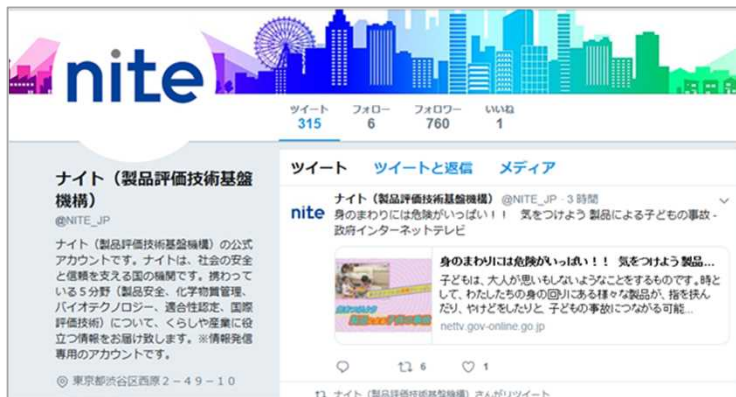 nite
ツイート フォロー フォロワー いいね
315 6 760 1
ナイト（製品評価技術基盤
機構）
@NITE_JP
ナイト（製品評価技術基盤機構）の公式
アカウントです。ナイトは、社会の安全
と信頼を支える国の機関です。携わって
いる５分野（製品安全、化学物質管理、
バイオテクノロジー、適合性認定、国際
評価技術）について、くらしや産業に役
立つ情報をお届け致します。※情報発信
専用のアカウントです。
東京都渋谷区西原２－４９－１０
ツイート ツイートと返信 メディア
nite
ナイト（製品評価技術基盤機構） @NITE_JP · 3 時間
身のまわりには危険がいっぱい！！　気をつけよう 製品による子どもの事故 -
政府インターネットテレビ
身のまわりには危険がいっぱい！！　気をつけよう 製品...
子どもは、大人が思いもしないようなことをするものです。時と
して、わたしたちの身の回りにある様々な製品が、指を挟ん
だり、やけどをしたりと、子どもの事故につながる可能...
nettv.gov-online.go.jp
6 1
ナイト（製品評価技術基盤機構）さんがリツイート